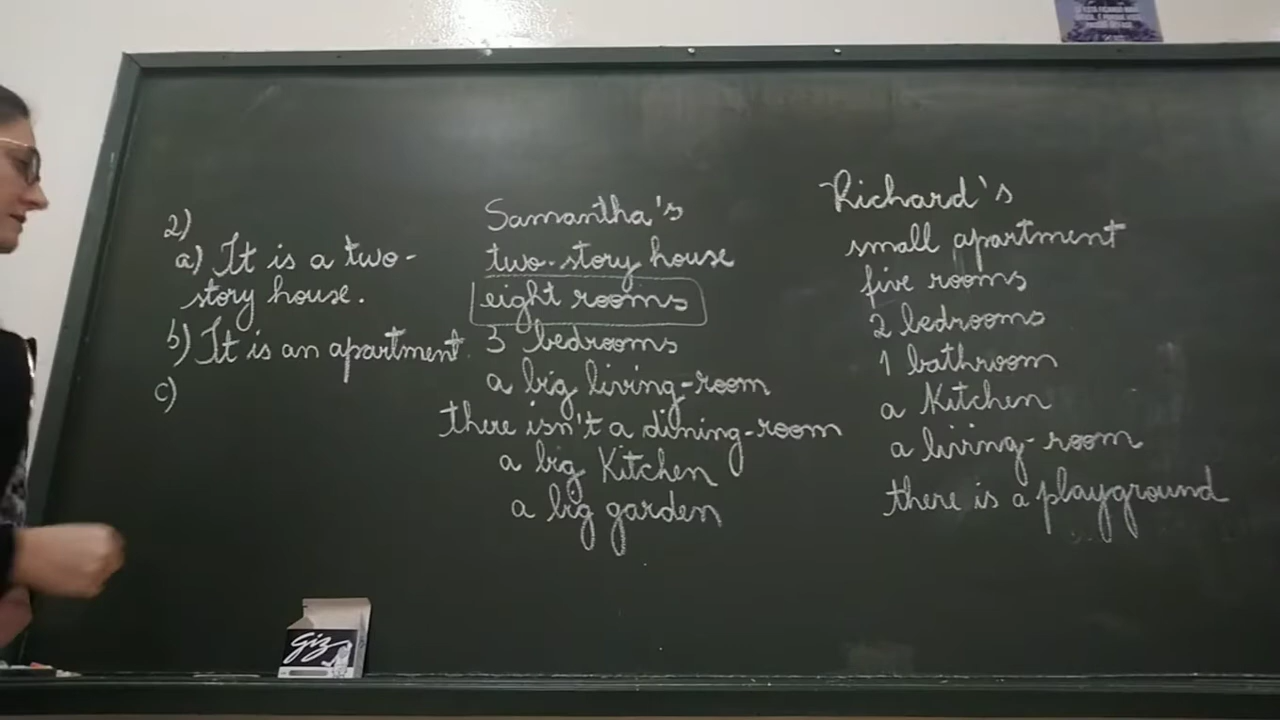 2)
a) It is a two-
story house.
b) It is an apartment.
c)
Samantha's
two-story house
eight rooms
3 bedrooms
a big living-room
there isn't a dining-room
a big Kitchen
a big garden
Richard's
small apartment
five rooms
2 bedrooms
1 bathroom
a Kitchen
a living-room
there is a playground
giz